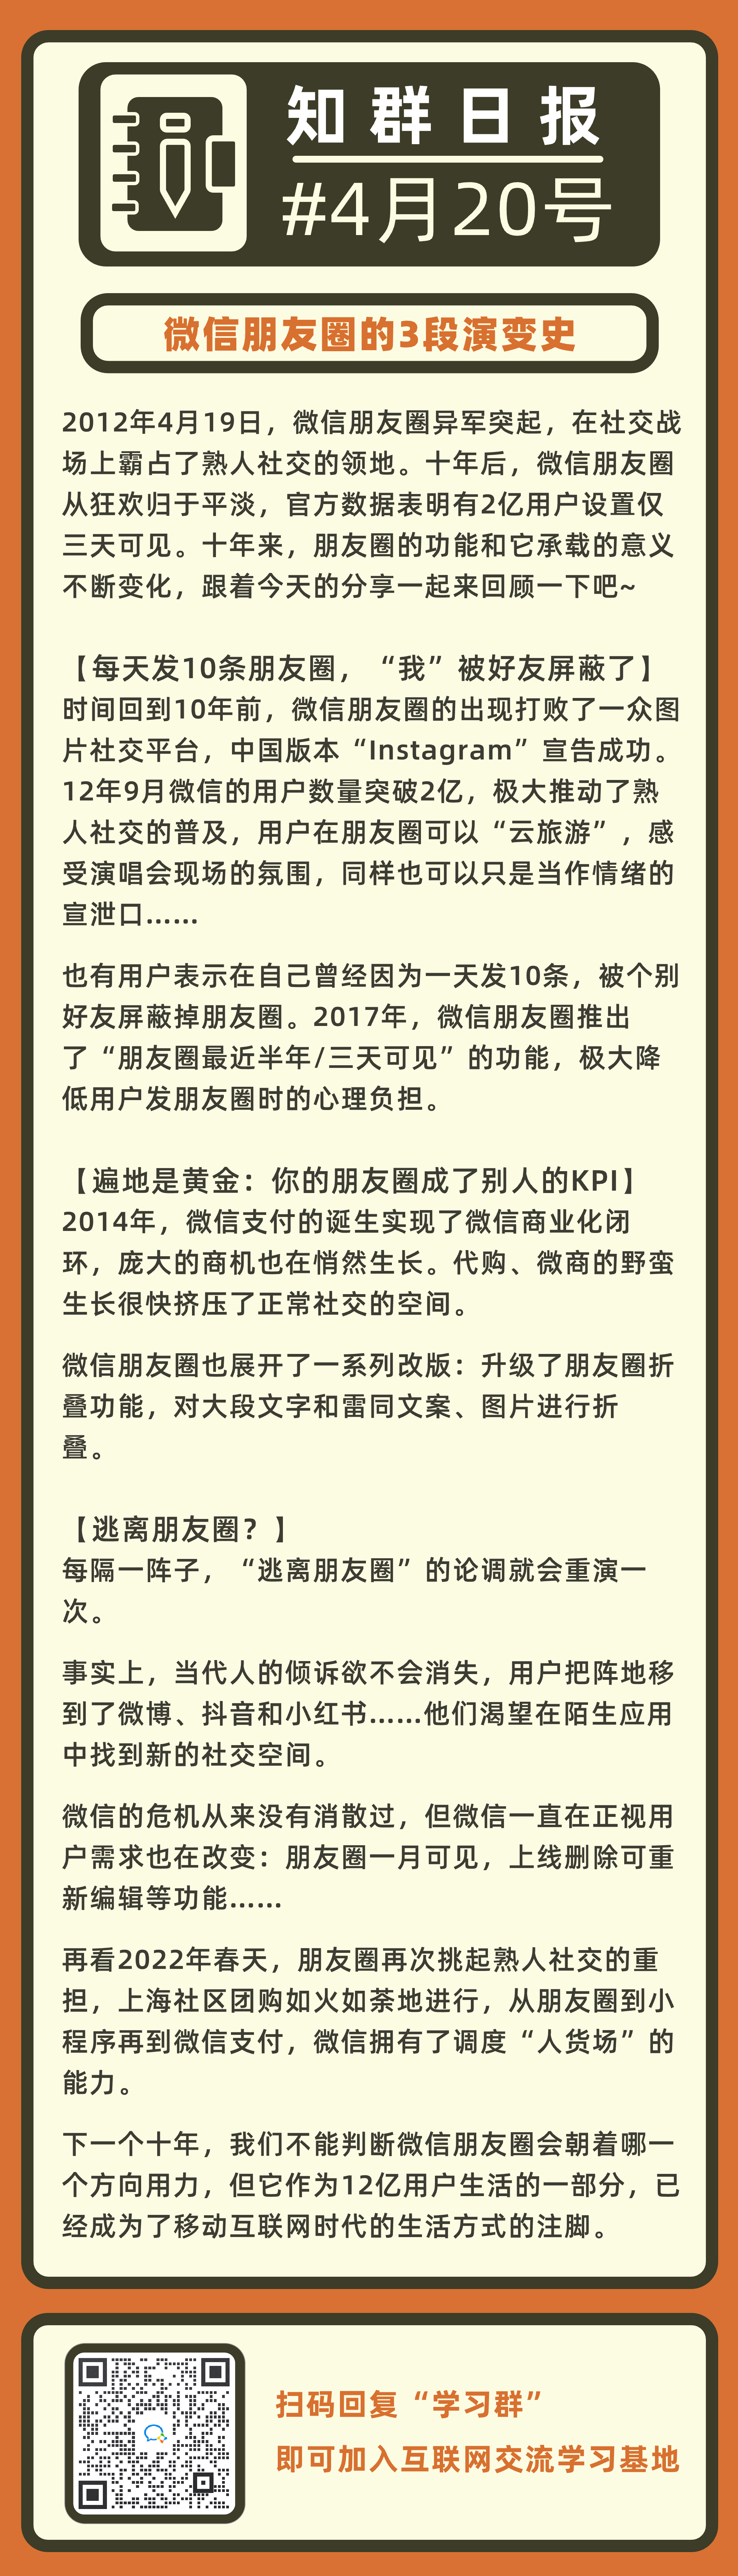 知群日报
#4月20号
微信朋友圈的3段演变史
2012年4月19日，微信朋友圈异军突起，在社交战
场上霸占了熟人社交的领地。十年后，微信朋友圈
从狂欢归于平淡，官方数据表明有2亿用户设置仅
三天可见。十年来，朋友圈的功能和它承载的意义
不断变化，跟着今天的分享一起来回顾一下吧~
【每天发10条朋友圈，“我”被好友屏蔽了】
时间回到10年前，微信朋友圈的出现打败了一众图
片社交平台，中国版本“Instagram”宣告成功。
12年9月微信的用户数量突破2亿，极大推动了熟
人社交的普及，用户在朋友圈可以“云旅游”，感
受演唱会现场的氛围，同样也可以只是当作情绪的
宣泄口……
也有用户表示在自己曾经因为一天发10条，被个别
好友屏蔽掉朋友圈。2017年，微信朋友圈推出
了“朋友圈最近半年/三天可见”的功能，极大降
低用户发朋友圈时的心理负担。
【遍地是黄金：你的朋友圈成了别人的KPI】
2014年，微信支付的诞生实现了微信商业化闭
环，庞大的商机也在悄然生长。代购、微商的野蛮
生长很快挤压了正常社交的空间。
微信朋友圈也展开了一系列改版：升级了朋友圈折
叠功能，对大段文字和雷同文案、图片进行折
叠。
【逃离朋友圈？】
每隔一阵子，“逃离朋友圈”的论调就会重演一
次。
事实上，当代人的倾诉欲不会消失，用户把阵地移
到了微博、抖音和小红书……他们渴望在陌生应用
中找到新的社交空间。
微信的危机从来没有消散过，但微信一直在正视用
户需求也在改变：朋友圈一月可见，上线删除可重
新编辑等功能……
再看2022年春天，朋友圈再次挑起熟人社交的重
担，上海社区团购如火如荼地进行，从朋友圈到小
程序再到微信支付，微信拥有了调度“人货场”的
能力。
下一个十年，我们不能判断微信朋友圈会朝着哪一
个方向用力，但它作为12亿用户生活的一部分，已
经成为了移动互联网时代的生活方式的注脚。
扫码回复“学习群”
即可加入互联网交流学习基地